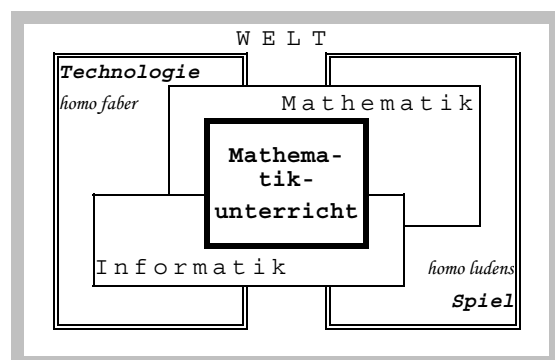 W E L T
Technologie
homo faber
M a t h e m a t i k
Mathema-
tik-
unterricht
I n f o r m a t i k
homo ludens
Spiel